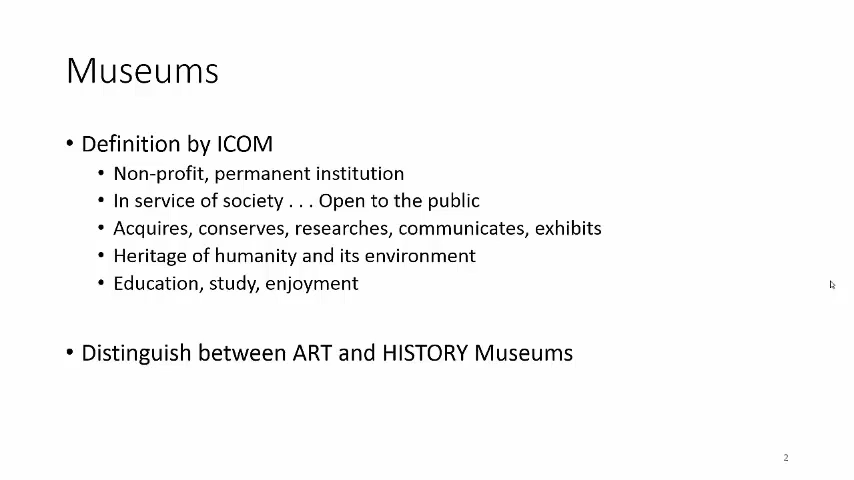 Museums
• Definition by ICOM
• Non-profit, permanent institution
• In service of society . . . Open to the public
• Acquires, conserves, researches, communicates, exhibits
• Heritage of humanity and its environment
• Education, study, enjoyment
• Distinguish between ART and HISTORY Museums
2